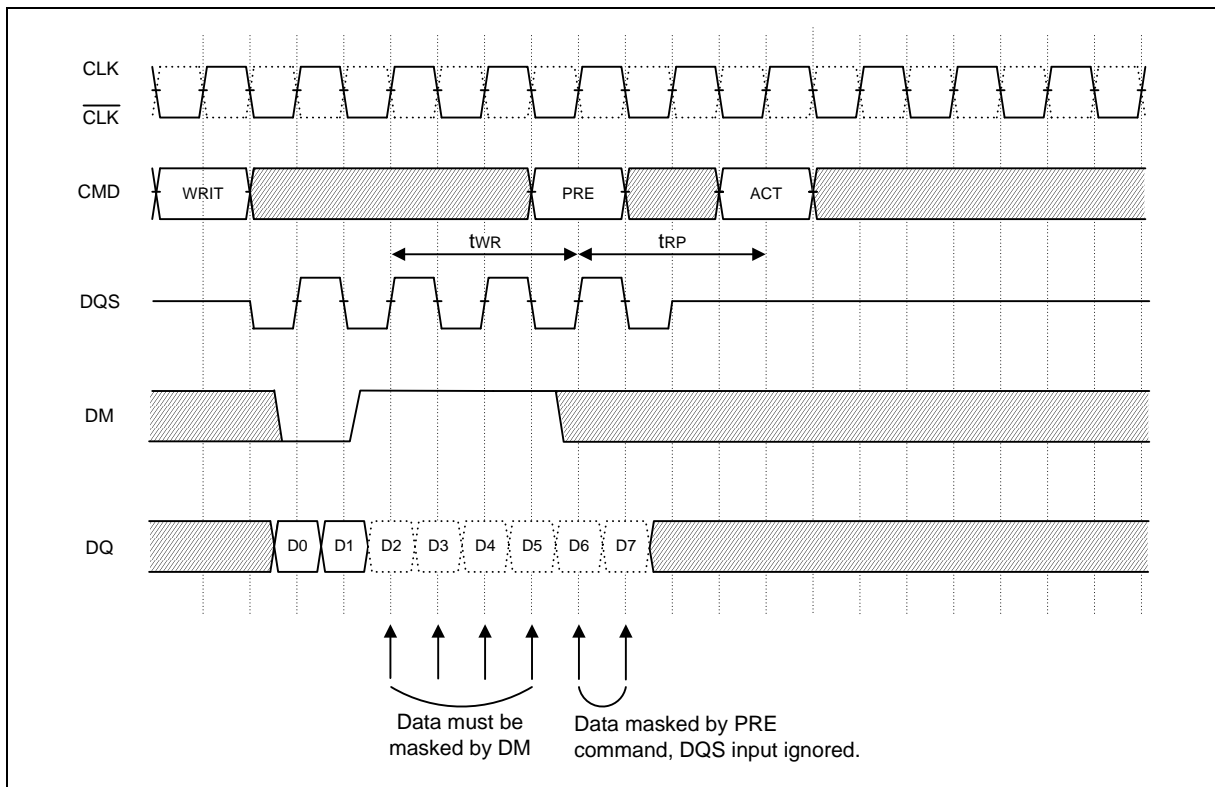 CLK
CLK
CMD
WRIT
PRE
ACT
tWR
tRP
DQS
DM
DQ
D0
D1
D2
D3
D4
D5
D6
D7
Data must be
masked by DM
Data masked by PRE
command, DQS input ignored.